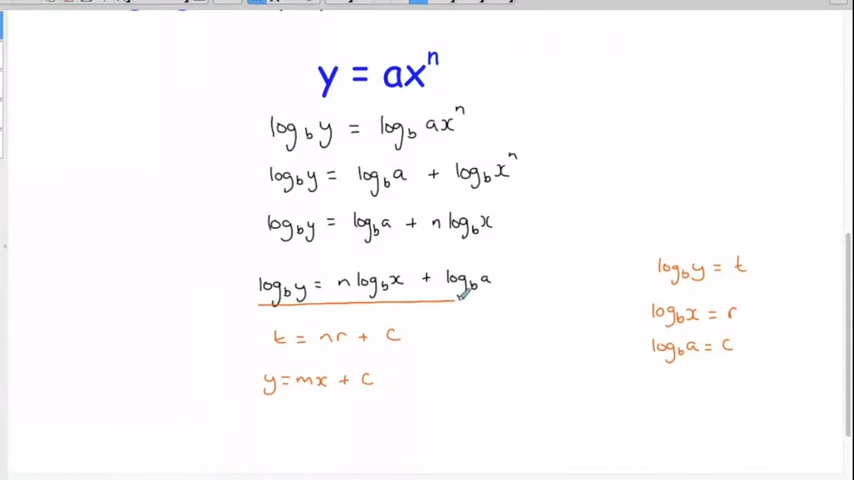 y = axⁿ
log_b y = log_b axⁿ
log_b y = log_b a + log_b xⁿ
log_b y = log_b a + n log_b x
log_b y = n log_b x + log_b a
t = nr + c
y = mx + c
log_b y = t
log_b x = r
log_b a = c